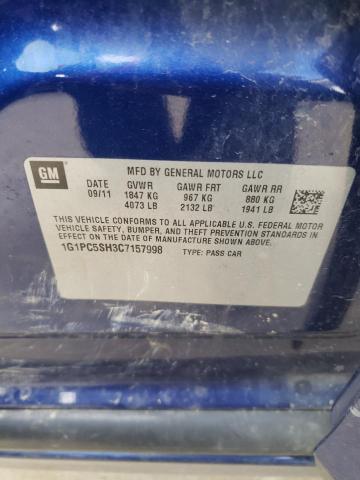 GM
MFD BY GENERAL MOTORS LLC
DATE GVWR GAWR FRT GAWR RR
09/11 1847 KG 967 KG 880 KG
4073 LB 2132 LB 1941 LB
THIS VEHICLE CONFORMS TO ALL APPLICABLE U.S. FEDERAL MOTOR
VEHICLE SAFETY, BUMPER, AND THEFT PREVENTION STANDARDS
IN EFFECT ON THE DATE OF MANUFACTURE SHOWN ABOVE.
1G1PC5SH3C7157998 TYPE: PASS CAR